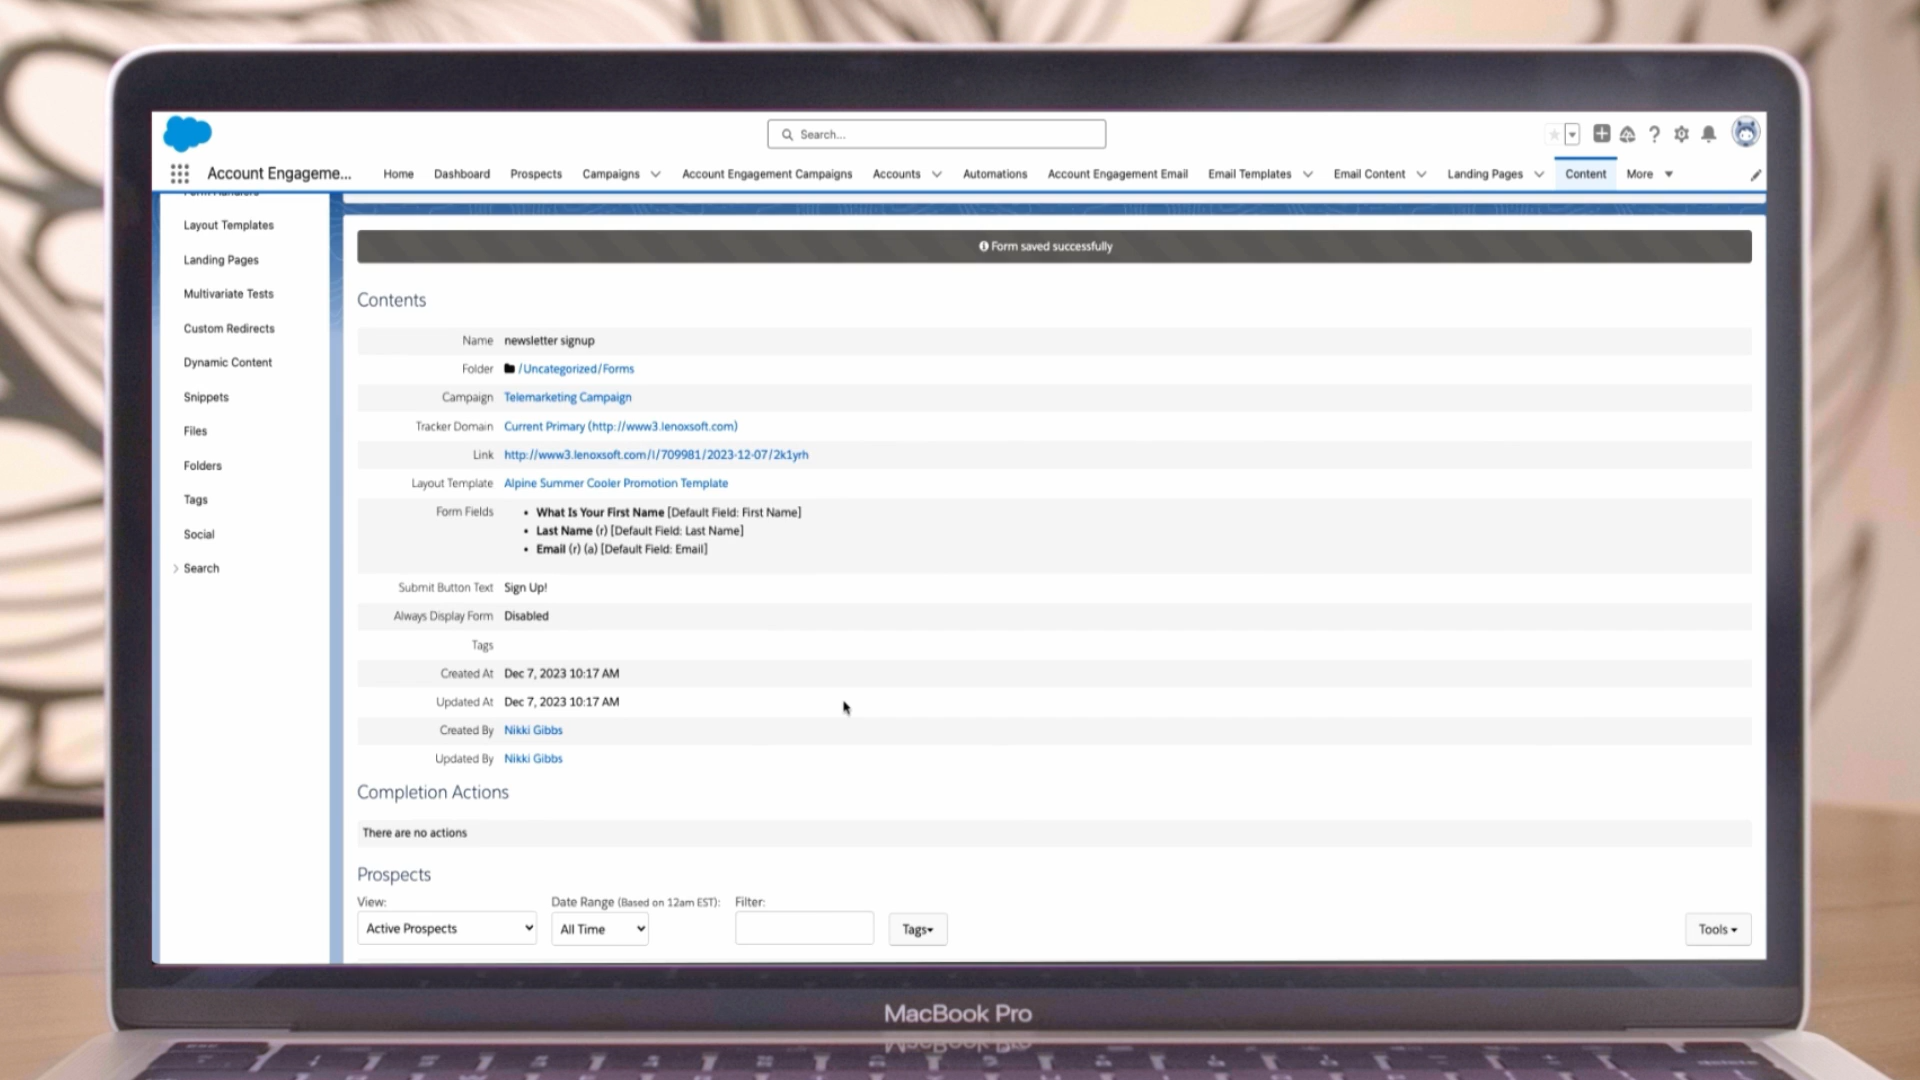 Search...
Account Engageme...
Home
Dashboard
Prospects
Campaigns
Account Engagement Campaigns
Accounts
Automations
Account Engagement Email
Email Templates
Email Content
Landing Pages
Content
More
Layout Templates
Landing Pages
Multivariate Tests
Custom Redirects
Dynamic Content
Snippets
Files
Folders
Tags
Social
Search
Form saved successfully
Contents
Name newsletter signup
Folder /Uncategorized/Forms
Campaign Telemarketing Campaign
Tracker Domain Current Primary (http://www3.lenoxsoft.com)
Link http://www3.lenoxsoft.com/l/709981/2023-12-07/2k1yrh
Layout Template Alpine Summer Cooler Promotion Template
Form Fields • What Is Your First Name [Default Field: First Name]
• Last Name (r) [Default Field: Last Name]
• Email (r) (a) [Default Field: Email]
Submit Button Text Sign Up!
Always Display Form Disabled
Tags
Created At Dec 7, 2023 10:17 AM
Updated At Dec 7, 2023 10:17 AM
Created By Nikki Gibbs
Updated By Nikki Gibbs
Completion Actions
There are no actions
Prospects
View: Date Range (Based on 12am EST): Filter:
Active Prospects All Time Tags Tools
MacBook Pro